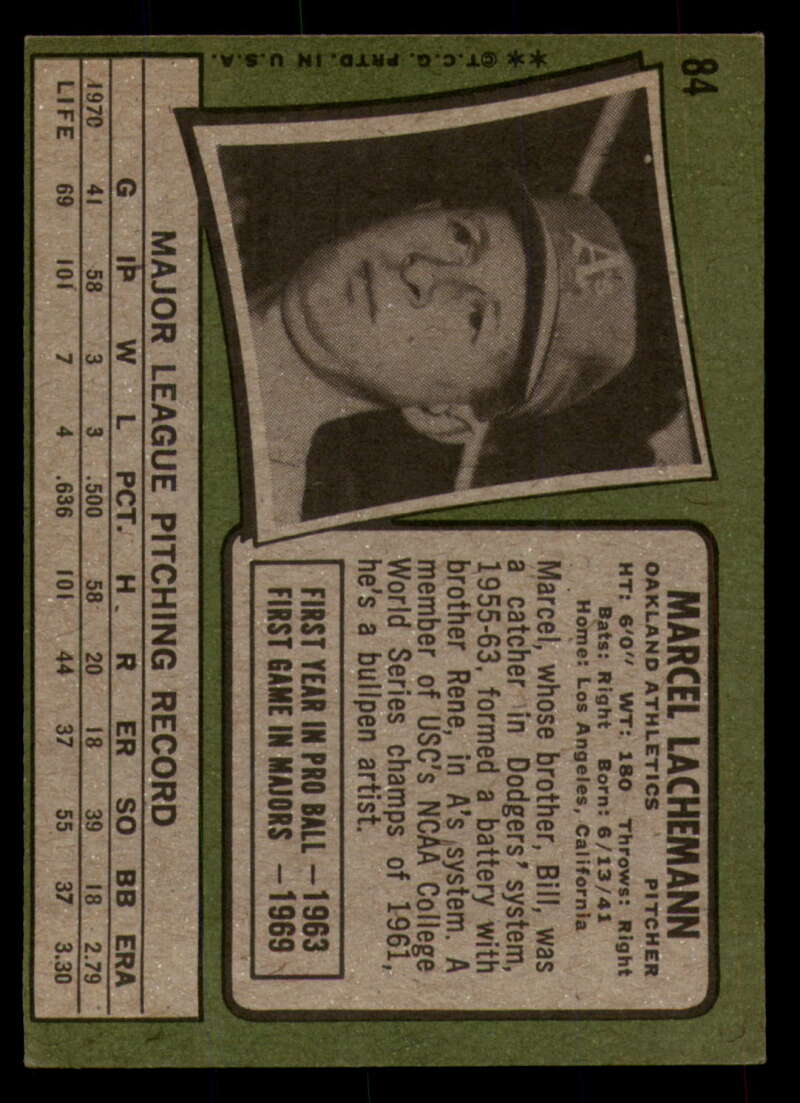 84
**©T.C.G. PRTD. IN U.S.A.
A's
MARCEL LACHEMANN
OAKLAND ATHLETICS PITCHER
HT: 6'0" WT: 180 Throws: Right
Bats: Right Born: 6/13/41
Home: Los Angeles, California
Marcel, whose brother, Bill, was
a catcher in Dodgers' system,
1955-63, formed a battery with
brother Rene, in A's system. A
member of USC's NCAA College
World Series champs of 1961,
he's a bullpen artist.
FIRST YEAR IN PRO BALL — 1963
FIRST GAME IN MAJORS — 1969
MAJOR LEAGUE PITCHING RECORD
G IP W L PCT. H R ER SO BB ERA
1970 41 58 3 3 .500 58 20 18 39 18 2.79
LIFE 69 101 7 4 .636 101 44 37 55 37 3.30